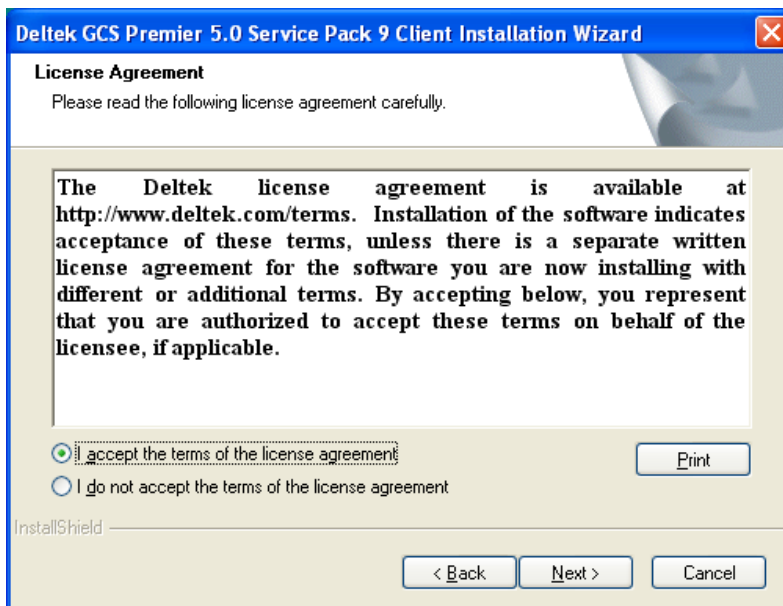 Deltek GCS Premier 5.0 Service Pack 9 Client Installation Wizard
License Agreement
Please read the following license agreement carefully.
The Deltek license agreement is available at
http://www.deltek.com/terms. Installation of the software indicates
acceptance of these terms, unless there is a separate written
license agreement for the software you are now installing with
different or additional terms. By accepting below, you represent
that you are authorized to accept these terms on behalf of the
licensee, if applicable.
I accept the terms of the license agreement
Print
I do not accept the terms of the license agreement
InstallShield
< Back Next > Cancel